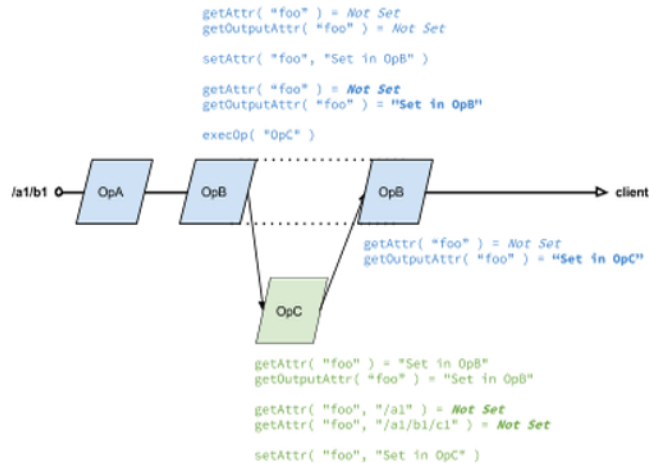 getAttr( "foo" ) = Not Set
getOutputAttr( "foo" ) = Not Set
setAttr( "foo", "Set in OpB" )
getAttr( "foo" ) = Not Set
getOutputAttr( "foo" ) = "Set in OpB"
execOp( "OpC" )
/a1/b1
OpA
OpB
OpB
client
getAttr( "foo" ) = Not Set
getOutputAttr( "foo" ) = "Set in OpC"
OpC
getAttr( "foo" ) = "Set in OpB"
getOutputAttr( "foo" ) = "Set in OpB"
getAttr( "foo", "/a1" ) = Not Set
getAttr( "foo", "/a1/b1/c1" ) = Not Set
setAttr( "foo", "Set in OpC" )